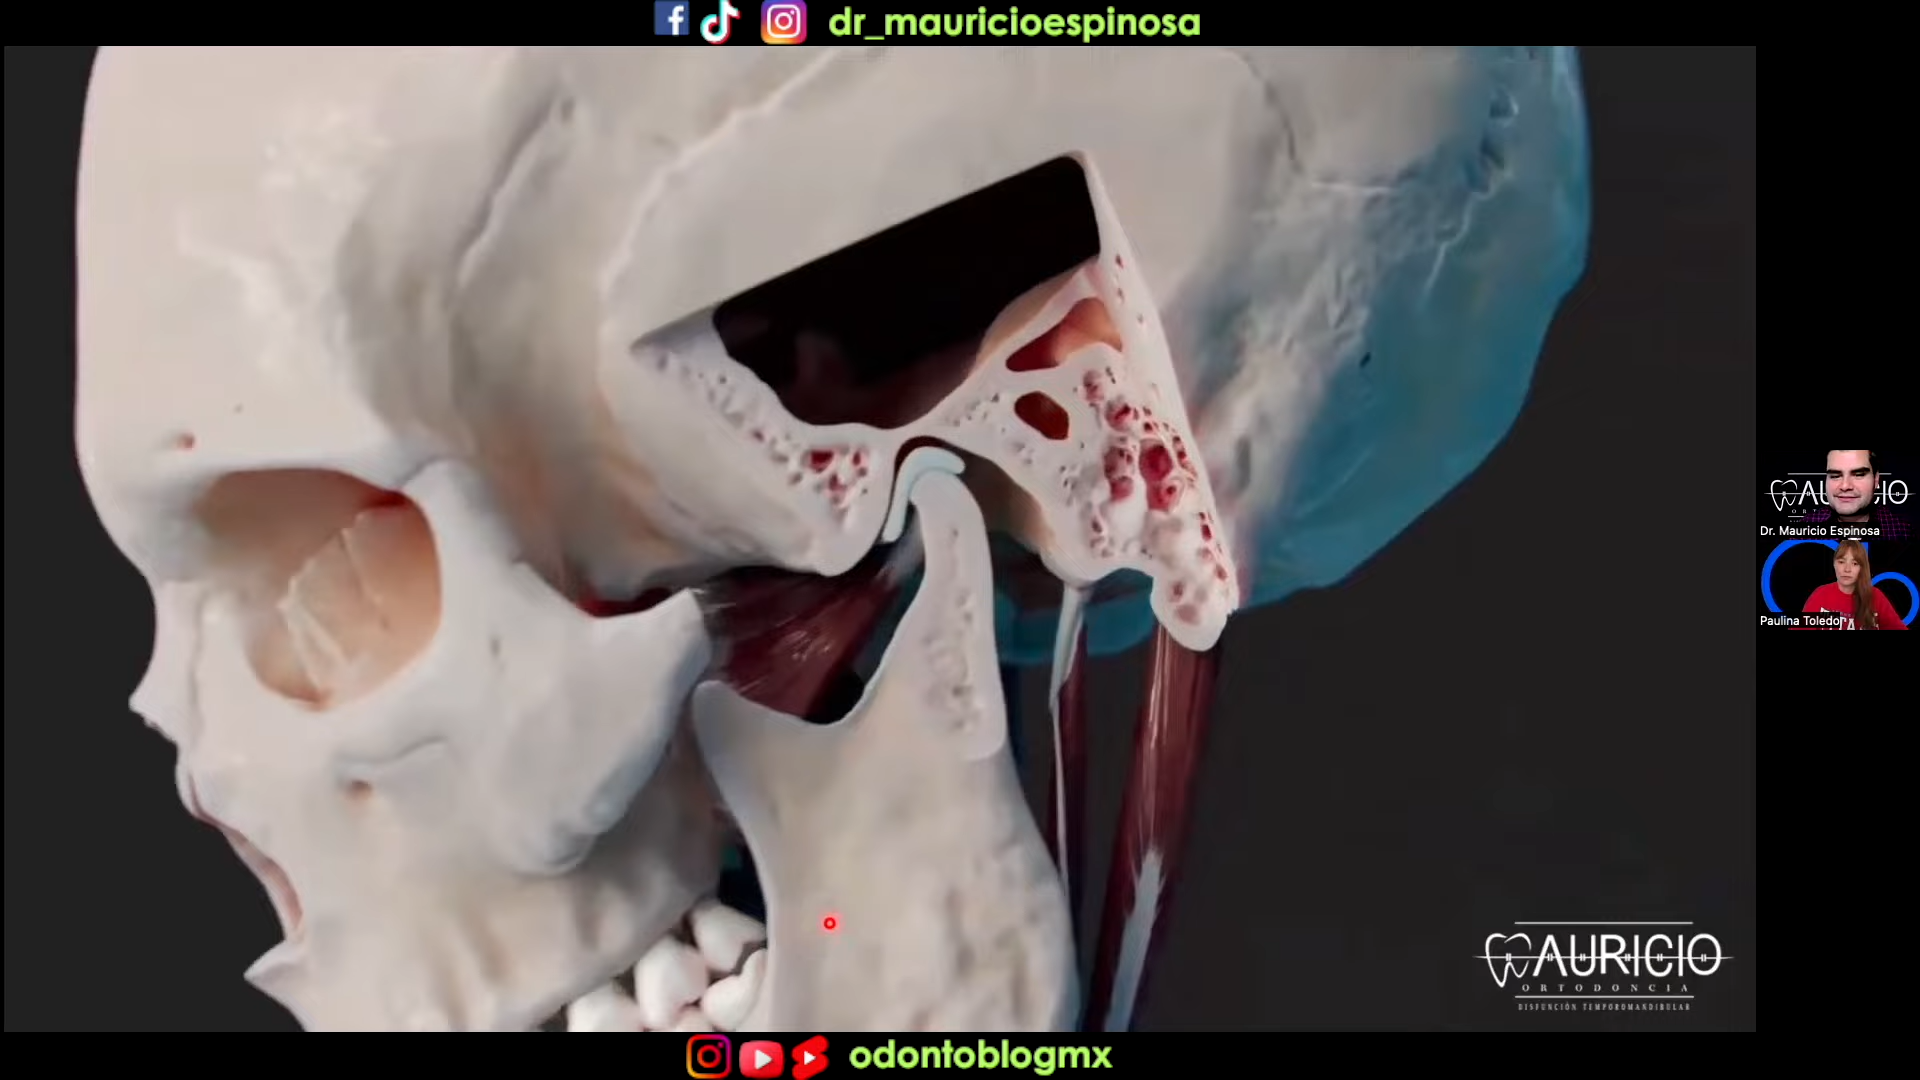 dr_mauricioespinosa
Dr. Mauricio Espinosa
Paulina Toledo
MAURICIO
ORTODONCIA
DISFUNCIÓN TEMPOROMANDIBULAR
odontoblogmx